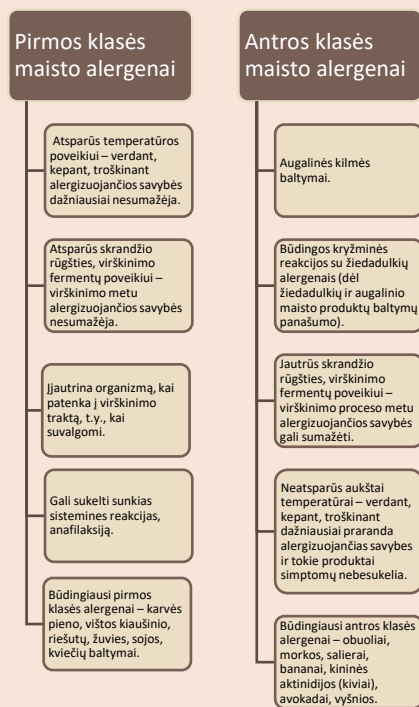 Pirmos klasės
maisto alergenai
Atsparūs temperatūros
poveikiui – verdant,
kepant, troškinant
alergizuojančios savybės
dažniausiai nesumažėja.
Atsparūs skrandžio
rūgšties, virškinimo
fermentų poveikiui –
virškinimo metu
alergizuojančios savybės
nesumažėja.
Įjautrina organizmą, kai
patenka į virškinimo
traktą, t.y., kai
suvalgomi.
Gali sukelti sunkias
sistemines reakcijas,
anafilaksiją.
Būdingiausi pirmos
klasės alergenai – karvės
pieno, vištos kiaušinio,
riešutų, žuvies, sojos,
kviečių baltymai.
Antros klasės
maisto alergenai
Augalinės kilmės
baltymai.
Būdingos kryžminės
reakcijos su žiedadulkių
alergenais (dėl
žiedadulkių ir augalinio
maisto produktų baltymų
panašumo).
Jautrūs skrandžio
rūgšties, virškinimo
fermentų poveikiui –
virškinimo proceso metu
alergizuojančios savybės
gali sumažėti.
Neatsparūs aukštai
temperatūrai – verdant,
kepant, troškinant
dažniausiai praranda
alergizuojančias savybes
ir tokie produktai
simptomų nebesukelia.
Būdingiausi antros klasės
alergenai – obuoliai,
morkos, salierai,
bananai, kininės
aktinidijos (kiviai),
avokadai, vyšnios.